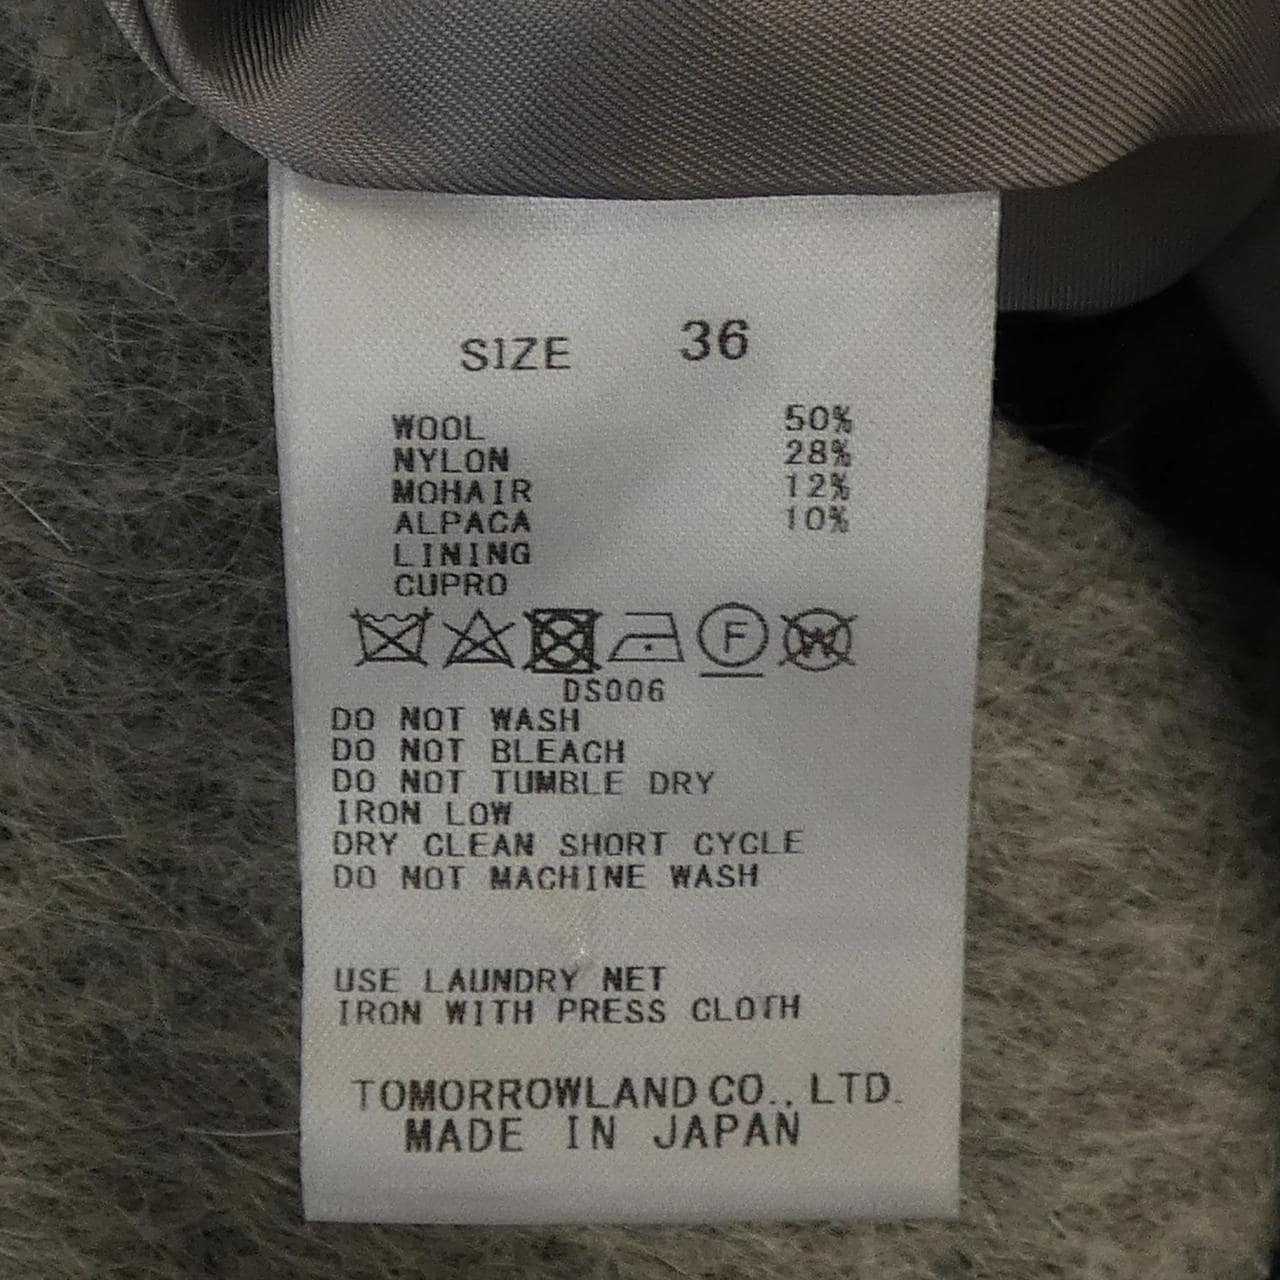 SIZE 36
WOOL 50%
NYLON 28%
MOHAIR 12%
ALPACA 10%
LINING
CUPRO
F W
DS006
DO NOT WASH
DO NOT BLEACH
DO NOT TUMBLE DRY
IRON LOW
DRY CLEAN SHORT CYCLE
DO NOT MACHINE WASH
USE LAUNDRY NET
IRON WITH PRESS CLOTH
TOMORROWLAND CO., LTD.
MADE IN JAPAN